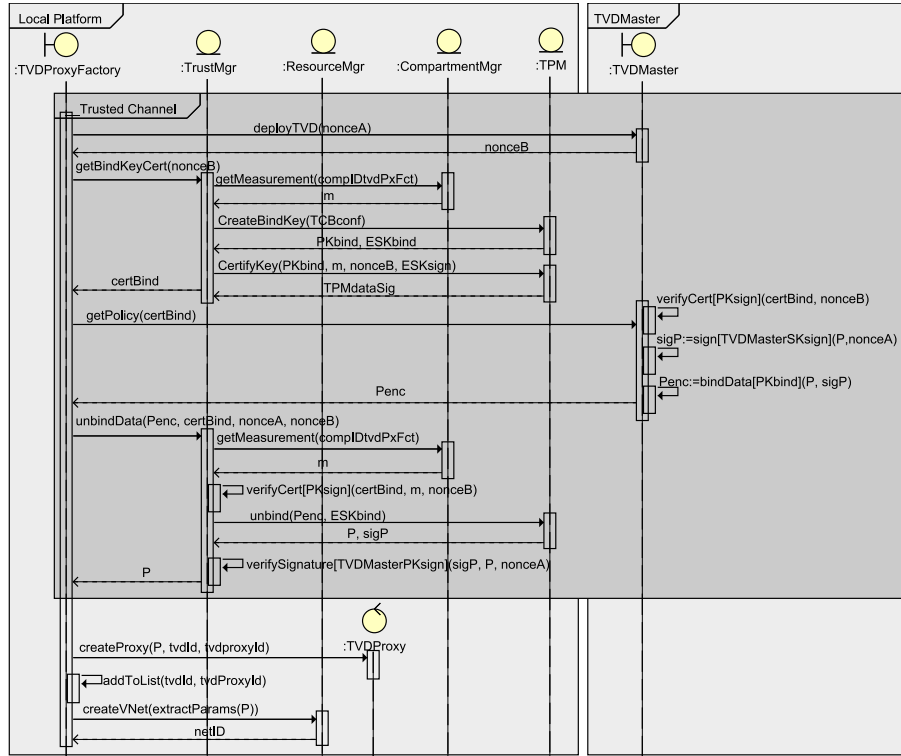 Local Platform
TVDMaster
:TVDProxyFactory
:TrustMgr
:ResourceMgr
:CompartmentMgr
:TPM
:TVDMaster
Trusted Channel
deployTVD(nonceA)
nonceB
getBindKeyCert(nonceB)
getMeasurement(compIDtvdPxFct)
m
CreateBindKey(TCBconf)
PKbind, ESKbind
CertifyKey(PKbind, m, nonceB, ESKsign)
certBind
TPMdataSig
verifyCert[PKsign](certBind, nonceB)
getPolicy(certBind)
sigP:=sign[TVDMasterSKsign](P,nonceA)
Penc:=bindData[PKbind](P, sigP)
Penc
unbindData(Penc, certBind, nonceA, nonceB)
getMeasurement(compIDtvdPxFct)
m
verifyCert[PKsign](certBind, m, nonceB)
unbind(Penc, ESKbind)
P, sigP
verifySignature[TVDMasterPKsign](sigP, P, nonceA)
P
:TVDProxy
createProxy(P, tvdId, tvdproxyId)
addToList(tvdId, tvdProxyId)
createVNet(extractParams(P))
netID